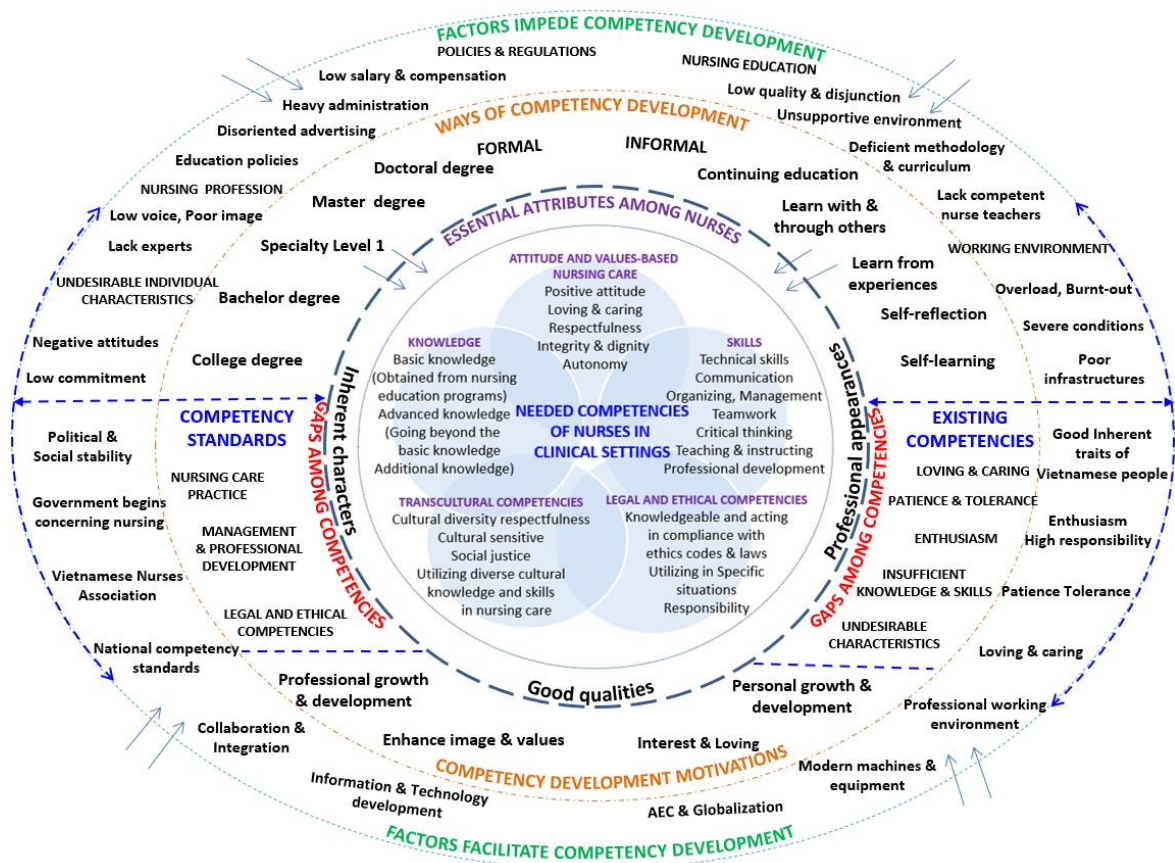 FACTORS IMPEDE COMPETENCY DEVELOPMENT
POLICIES & REGULATIONS
Low salary & compensation
Heavy administration
Disoriented advertising
Education policies
NURSING PROFESSION
Low voice, Poor image
Lack experts
UNDESIRABLE INDIVIDUAL
CHARACTERISTICS
Negative attitudes
Low commitment
NURSING EDUCATION
Low quality & disjunction
Unsupportive environment
Deficient methodology
& curriculum
Lack competent
nurse teachers
WORKING ENVIRONMENT
Overload, Burnt-out
Severe conditions
Poor
infrastructures
WAYS OF COMPETENCY DEVELOPMENT
FORMAL
Doctoral degree
Master degree
Specialty Level 1
Bachelor degree
College degree
INFORMAL
Continuing education
Learn with &
through others
Learn from
experiences
Self-reflection
Self-learning
ESSENTIAL ATTRIBUTES AMONG NURSES
Inherent characters
Professional appearances
Good qualities
GAPS AMONG COMPETENCIES
GAPS AMONG COMPETENCIES
ATTITUDE AND VALUES-BASED
NURSING CARE
Positive attitude
Loving & caring
Respectfulness
Integrity & dignity
Autonomy
KNOWLEDGE
Basic knowledge
(Obtained from nursing
education programs)
Advanced knowledge
(Going beyond the
basic knowledge
Additional knowledge)
SKILLS
Technical skills
Communication
Organizing, Management
Teamwork
Critical thinking
Teaching & instructing
Professional development
NEEDED COMPETENCIES
OF NURSES IN
CLINICAL SETTINGS
TRANSCULTURAL COMPETENCIES
Cultural diversity respectfulness
Cultural sensitive
Social justice
Utilizing diverse cultural
knowledge and skills
in nursing care
LEGAL AND ETHICAL COMPETENCIES
Knowledgeable and acting
in compliance with
ethics codes & laws
Utilizing in Specific
situations
Responsibility
COMPETENCY
STANDARDS
NURSING CARE
PRACTICE
MANAGEMENT
& PROFESSIONAL
DEVELOPMENT
LEGAL AND ETHICAL
COMPETENCIES
EXISTING
COMPETENCIES
LOVING & CARING
PATIENCE & TOLERANCE
ENTHUSIASM
INSUFFICIENT
KNOWLEDGE & SKILLS
UNDESIRABLE
CHARACTERISTICS
Political &
Social stability
Government begins
concerning nursing
Vietnamese Nurses
Association
National competency
standards
Collaboration &
Integration
Information & Technology
development
AEC & Globalization
Modern machines &
equipment
Professional working
environment
Loving & caring
Patience Tolerance
Enthusiasm
High responsibility
Good Inherent
traits of
Vietnamese people
Professional growth
& development
Enhance image & values
Interest & Loving
Personal growth &
development
COMPETENCY DEVELOPMENT MOTIVATIONS
FACTORS FACILITATE COMPETENCY DEVELOPMENT